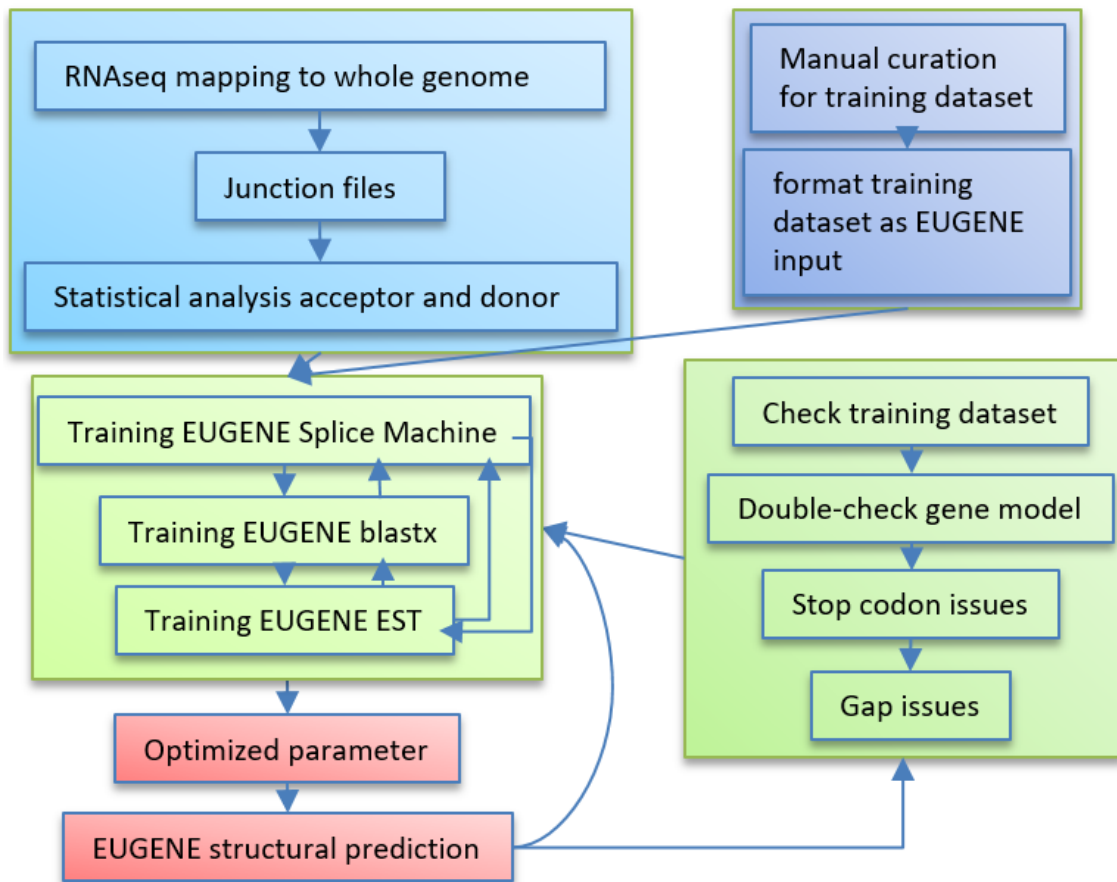 RNAseq mapping to whole genome
Junction files
Statistical analysis acceptor and donor
Manual curation
for training dataset
format training
dataset as EUGENE
input
Training EUGENE Splice Machine
Training EUGENE blastx
Training EUGENE EST
Check training dataset
Double-check gene model
Stop codon issues
Gap issues
Optimized parameter
EUGENE structural prediction